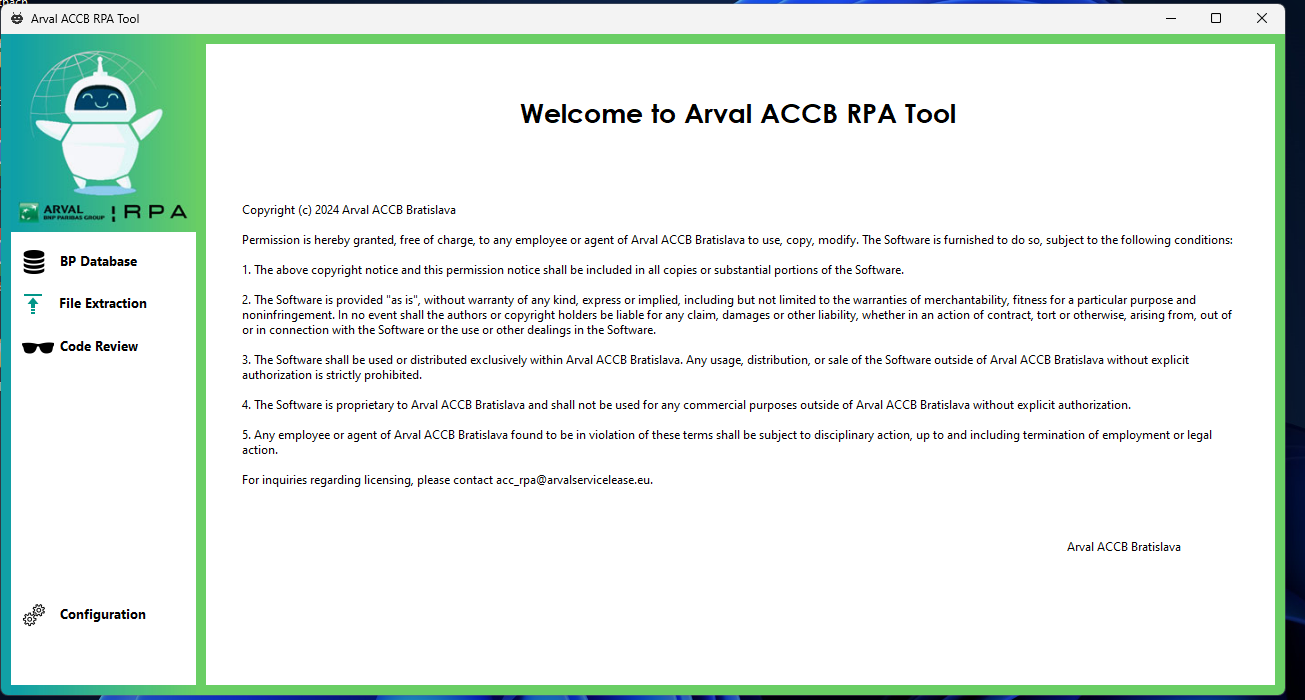 Arval ACCB RPA Tool
ARVAL
BNP PARIBAS GROUP
RPA
BP Database
File Extraction
Code Review
Configuration
Welcome to Arval ACCB RPA Tool
Copyright (c) 2024 Arval ACCB Bratislava
Permission is hereby granted, free of charge, to any employee or agent of Arval ACCB Bratislava to use, copy, modify. The Software is furnished to do so, subject to the following conditions:
1. The above copyright notice and this permission notice shall be included in all copies or substantial portions of the Software.
2. The Software is provided "as is", without warranty of any kind, express or implied, including but not limited to the warranties of merchantability, fitness for a particular purpose and
noninfringement. In no event shall the authors or copyright holders be liable for any claim, damages or other liability, whether in an action of contract, tort or otherwise, arising from, out of
or in connection with the Software or the use or other dealings in the Software.
3. The Software shall be used or distributed exclusively within Arval ACCB Bratislava. Any usage, distribution, or sale of the Software outside of Arval ACCB Bratislava without explicit
authorization is strictly prohibited.
4. The Software is proprietary to Arval ACCB Bratislava and shall not be used for any commercial purposes outside of Arval ACCB Bratislava without explicit authorization.
5. Any employee or agent of Arval ACCB Bratislava found to be in violation of these terms shall be subject to disciplinary action, up to and including termination of employment or legal
action.
For inquiries regarding licensing, please contact acc_rpa@arvalservicelease.eu.
Arval ACCB Bratislava